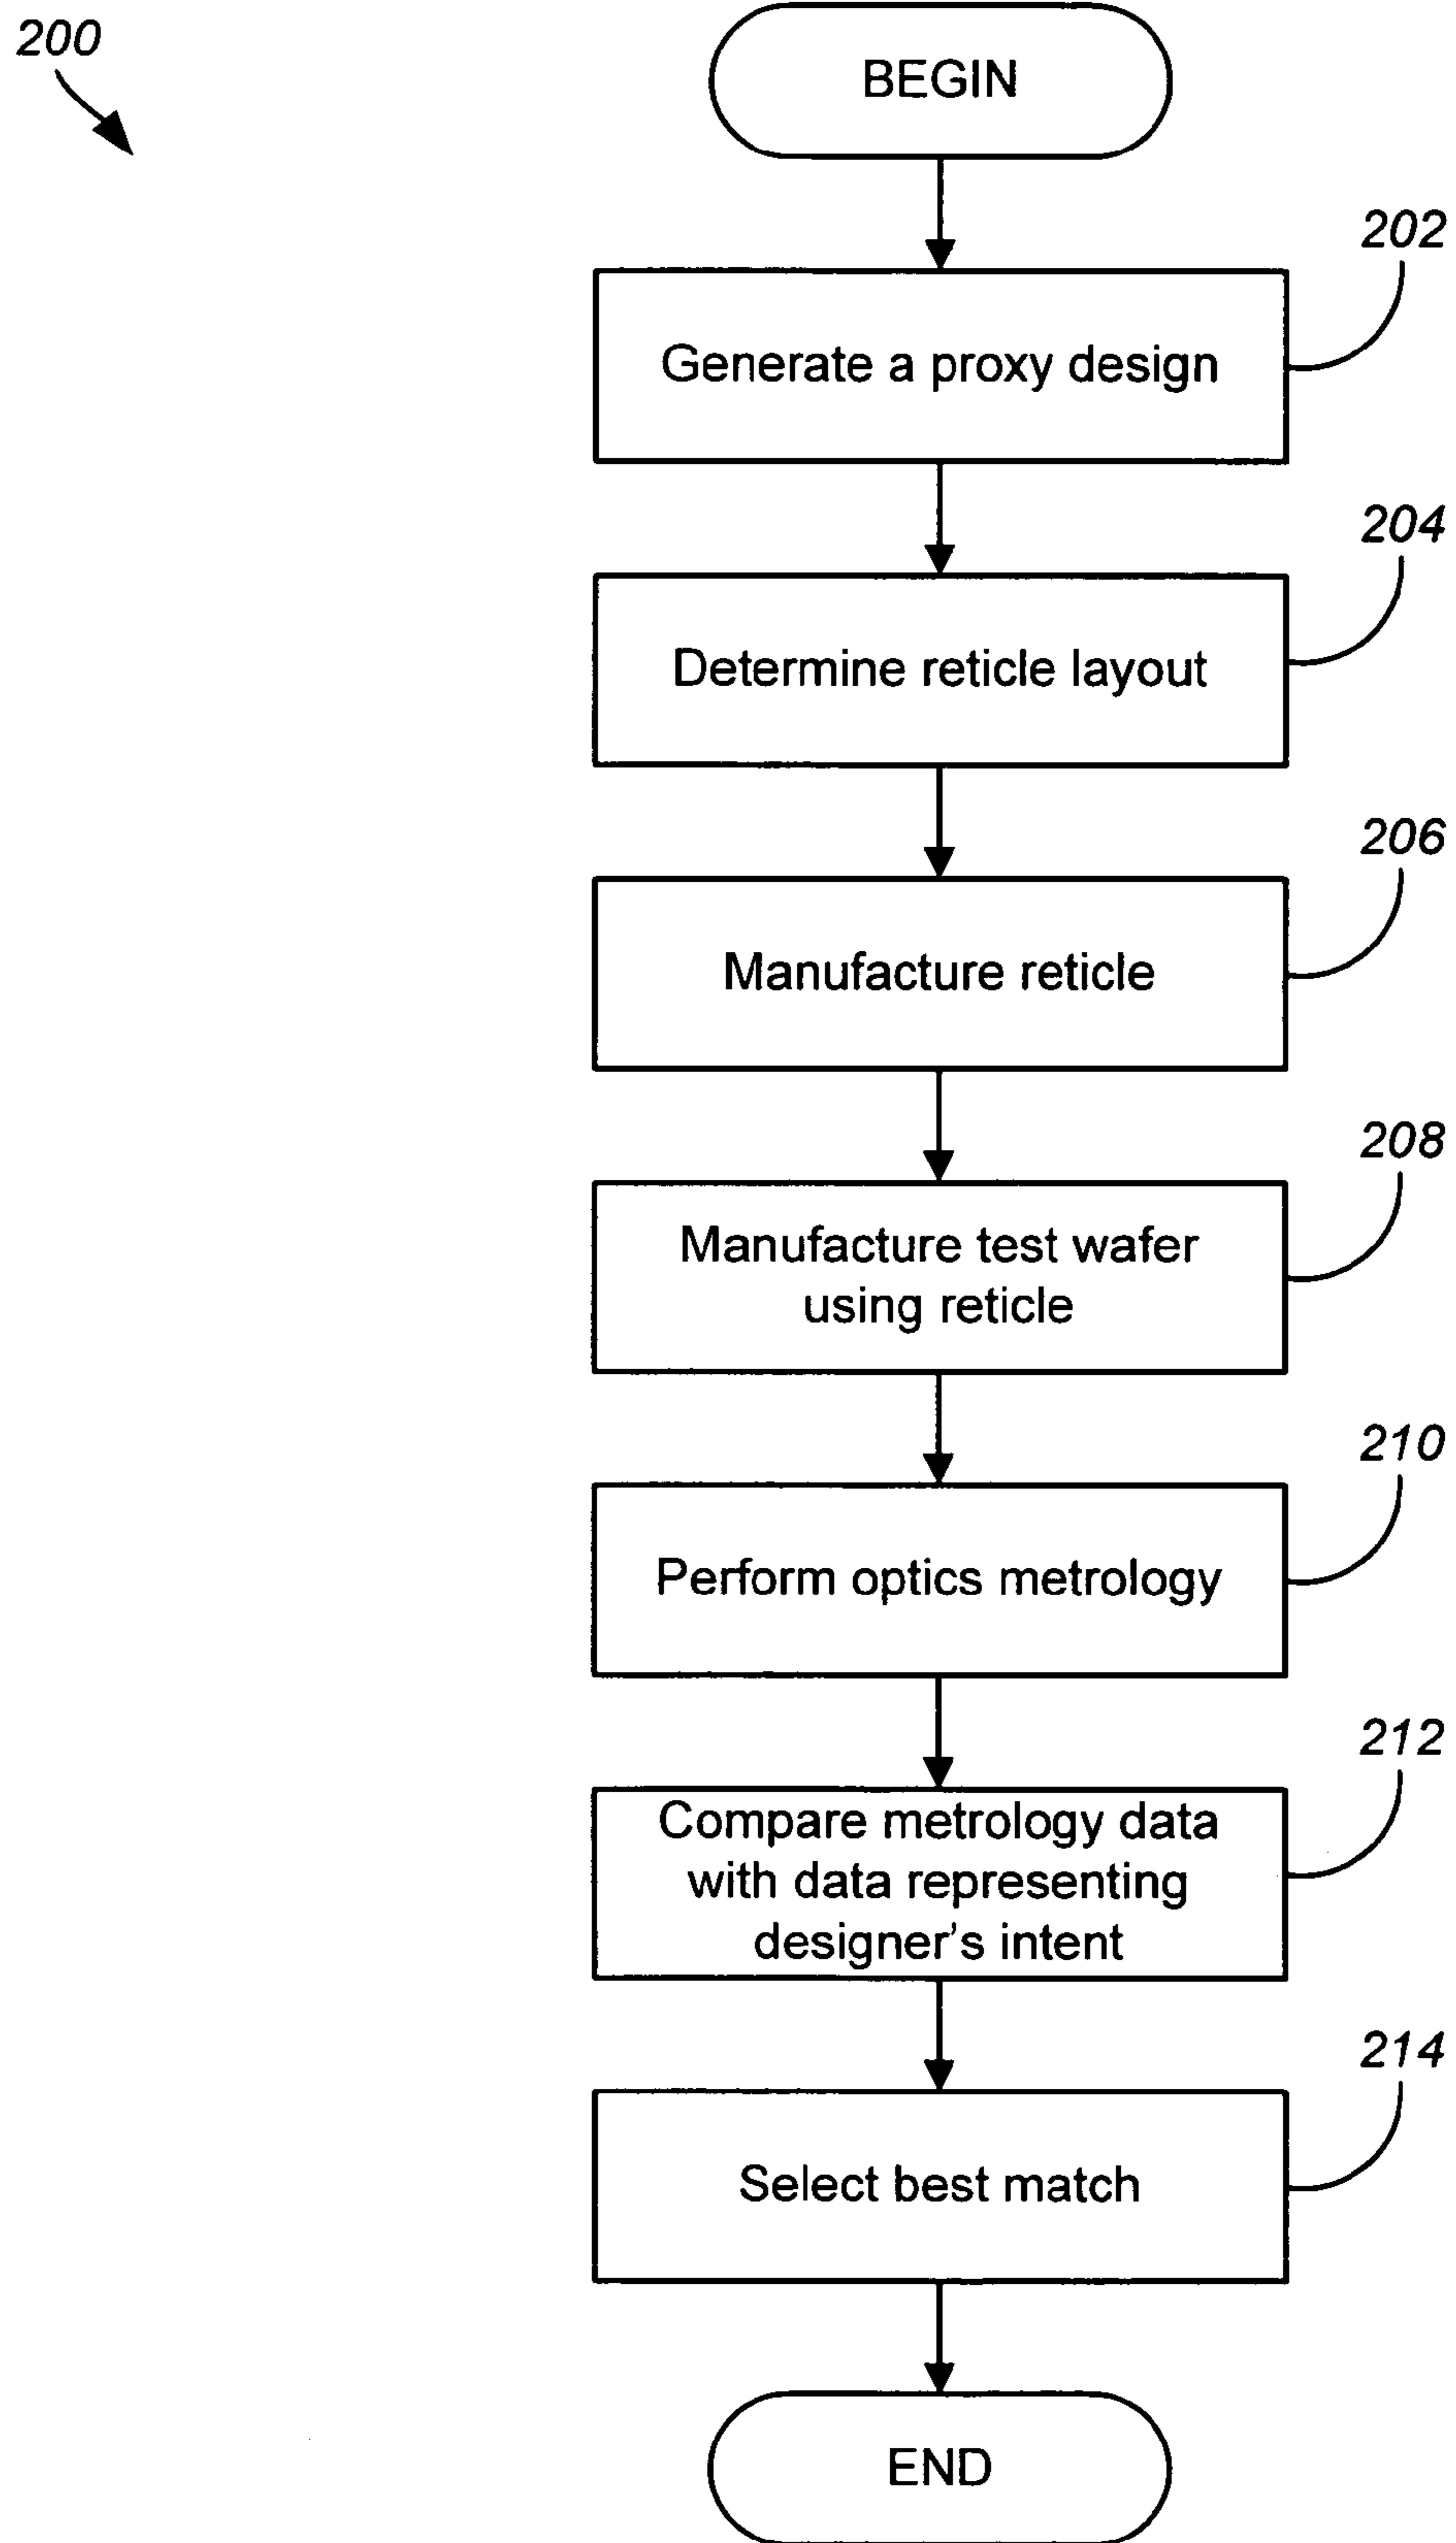 200
BEGIN
202
Generate a proxy design
204
Determine reticle layout
206
Manufacture reticle
208
Manufacture test wafer
using reticle
210
Perform optics metrology
212
Compare metrology data
with data representing
designer's intent
214
Select best match
END